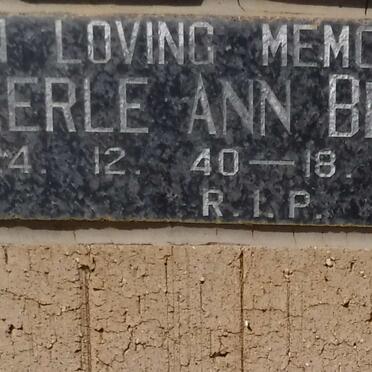 LOVING MEMO
ERLE ANN B
4 12. 40—18.
R.I.P.